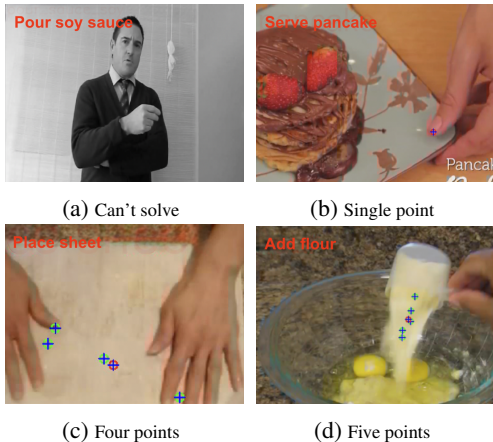 Pour soy sauce
Serve pancake
Pancak
(a) Can't solve
(b) Single point
Place sheet
Add flour
(c) Four points
(d) Five points